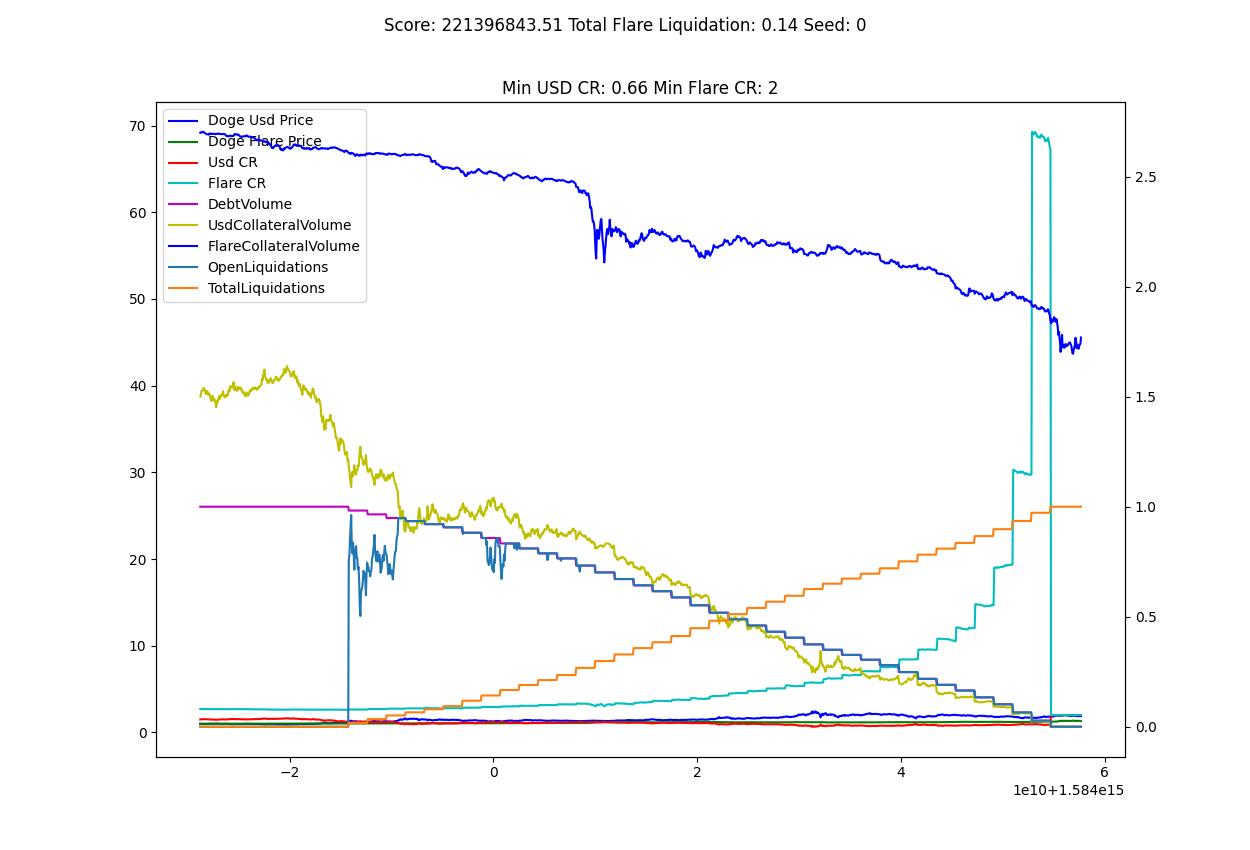 Score: 221396843.51 Total Flare Liquidation: 0.14 Seed: 0
Min USD CR: 0.66 Min Flare CR: 2
Doge Usd Price
Doge Flare Price
Usd CR
Flare CR
DebtVolume
UsdCollateralVolume
FlareCollateralVolume
OpenLiquidations
TotalLiquidations
70
60
50
40
30
20
10
0
2.5
2.0
1.5
1.0
0.5
0.0
−2
0
2
4
6
1e10+1.584e15